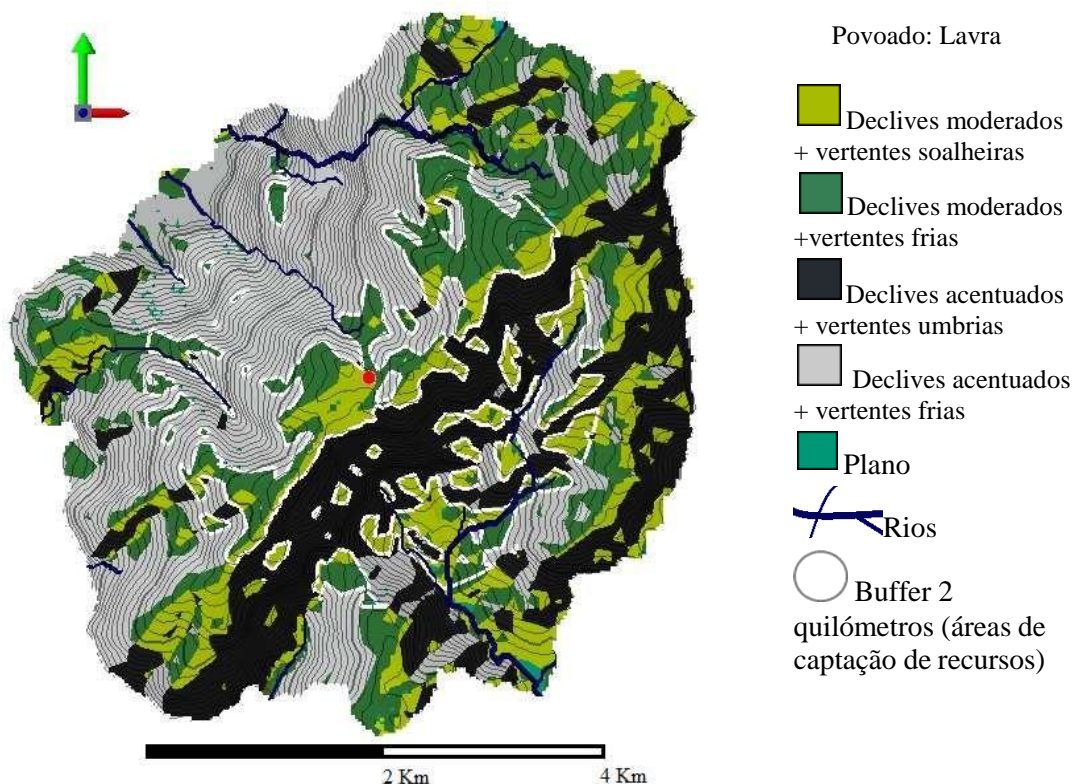 Povoado: Lavra
Declives moderados
+ vertentes soalheiras
Declives moderados
+vertentes frias
Declives acentuados
+ vertentes umbrias
Declives acentuados
+ vertentes frias
Plano
Rios
Buffer 2
quilómetros (áreas de
captação de recursos)
2 Km
4 Km